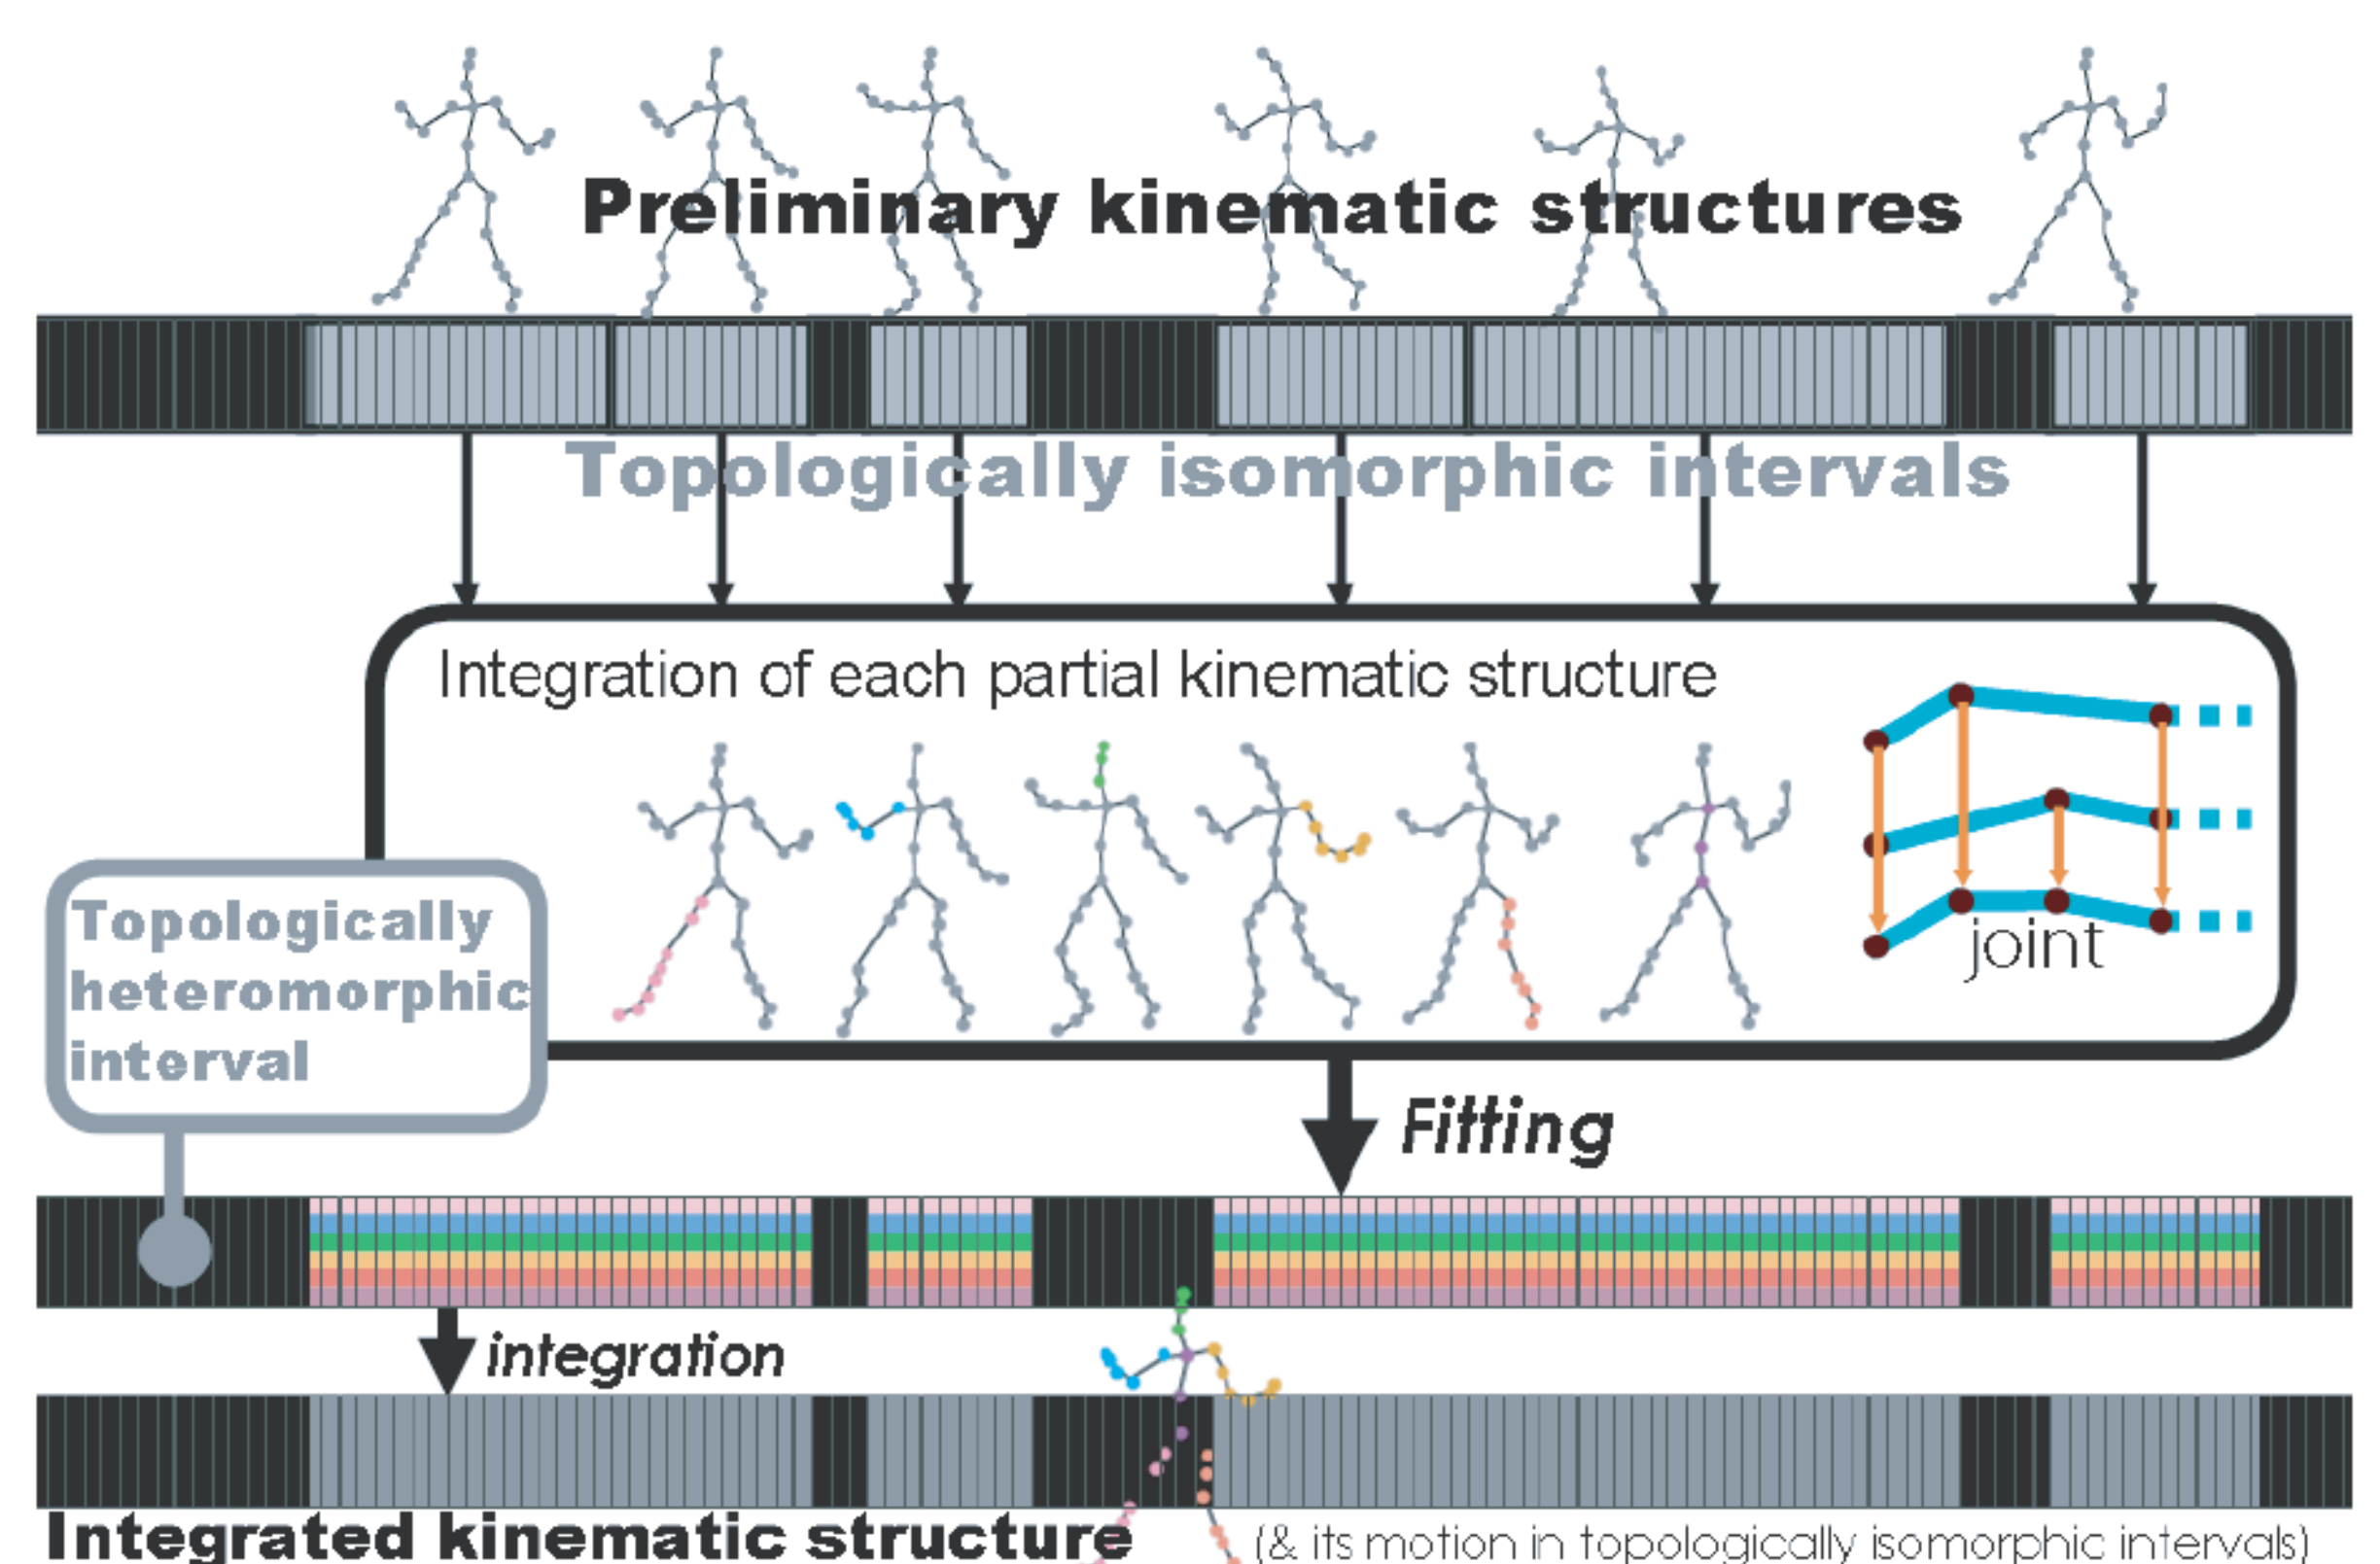 Preliminary kinematic structures
Topologically isomorphic intervals
Integration of each partial kinematic structure
joint
Topologically
heteromorphic
interval
Fitting
integration
Integrated kinematic structure
(& its motion in topologically isomorphic intervals)